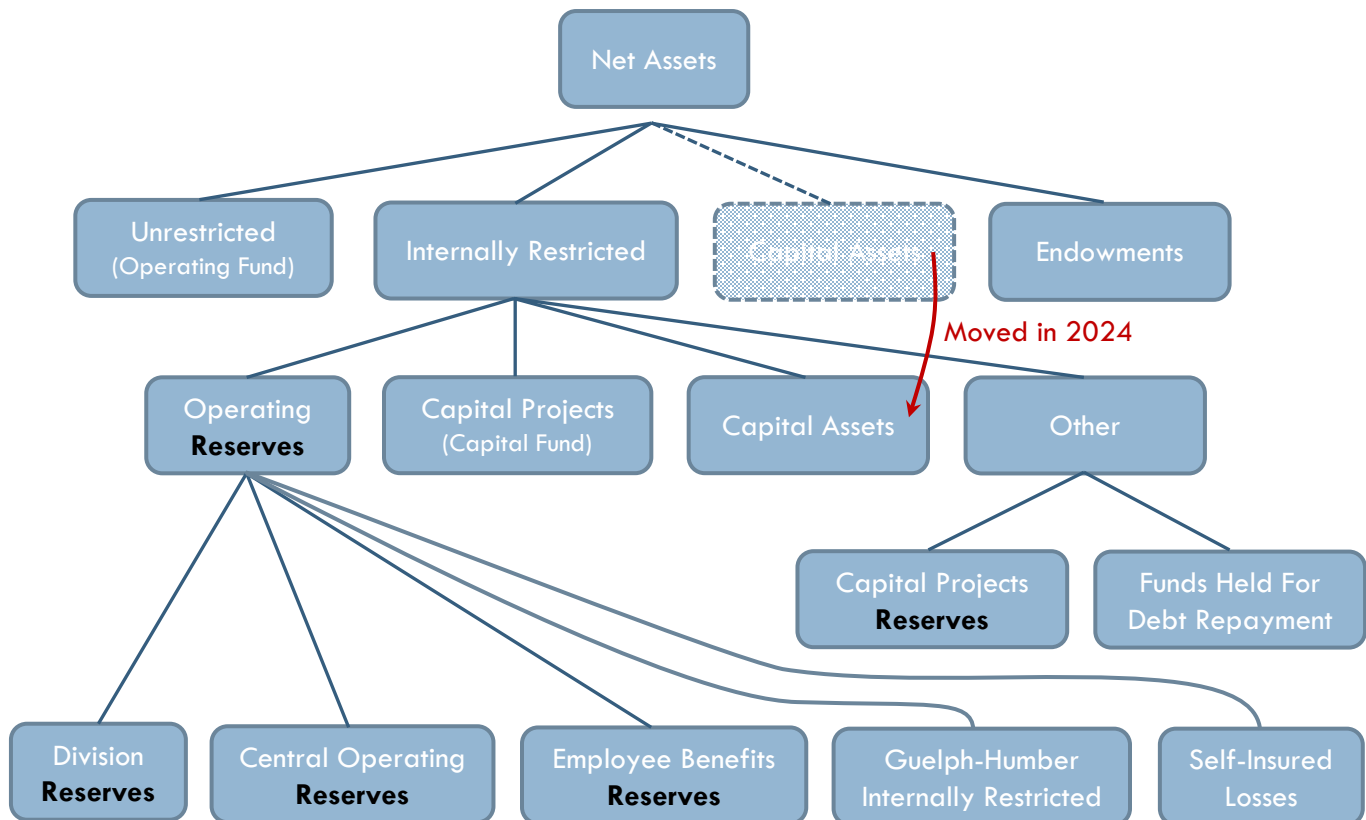 Net Assets
Unrestricted
(Operating Fund)
Internally Restricted
Capital Assets
Endowments
Moved in 2024
Operating
Reserves
Capital Projects
(Capital Fund)
Capital Assets
Other
Capital Projects
Reserves
Funds Held For
Debt Repayment
Division
Reserves
Central Operating
Reserves
Employee Benefits
Reserves
Guelph-Humber
Internally Restricted
Self-Insured
Losses